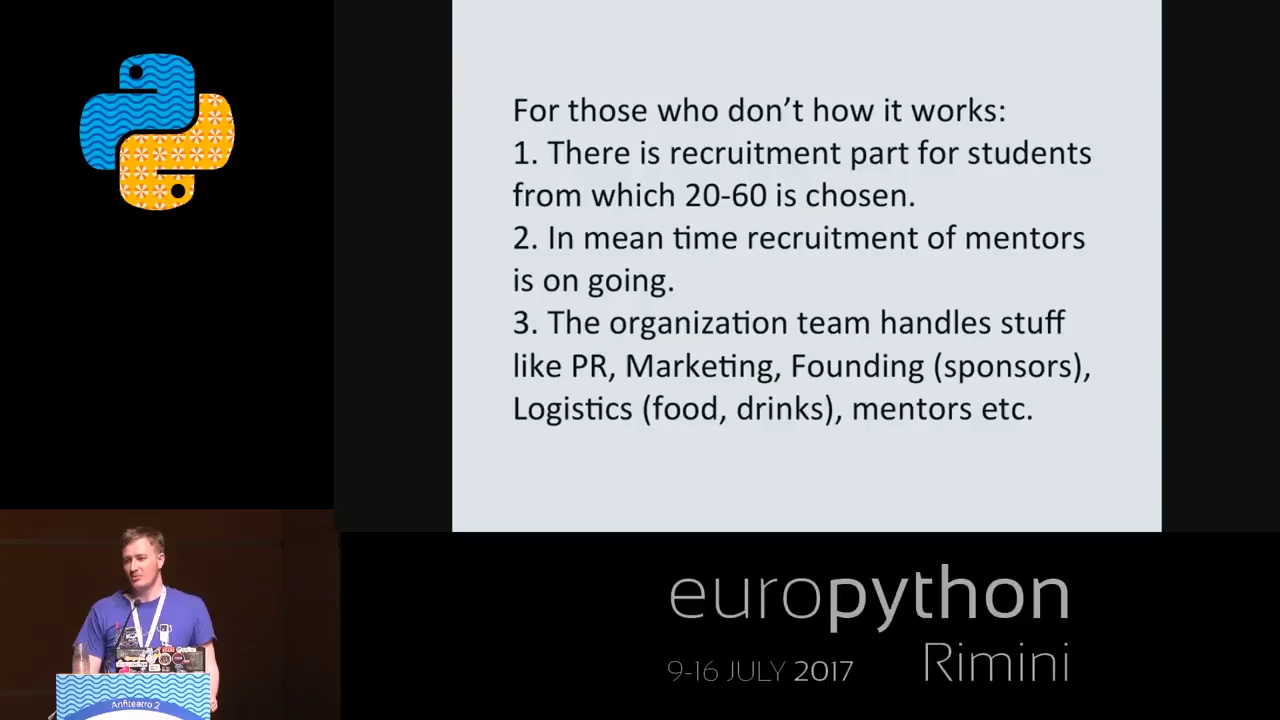 For those who don’t how it works:
1. There is recruitment part for students
from which 20-60 is chosen.
2. In mean time recruitment of mentors
is on going.
3. The organization team handles stuff
like PR, Marketing, Founding (sponsors),
Logistics (food, drinks), mentors etc.
europython
Rimini
9-16 JULY 2017
Anfiteatro 2